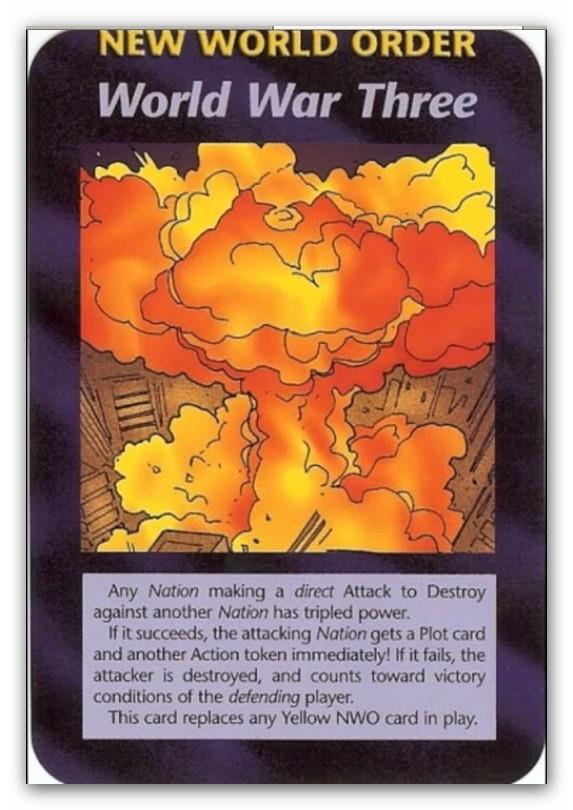 NEW WORLD ORDER
World War Three
Any Nation making a direct Attack to Destroy
against another Nation has tripled power.
If it succeeds, the attacking Nation gets a Plot card
and another Action token immediately! If it fails, the
attacker is destroyed, and counts toward victory
conditions of the defending player.
This card replaces any Yellow NWO card in play.